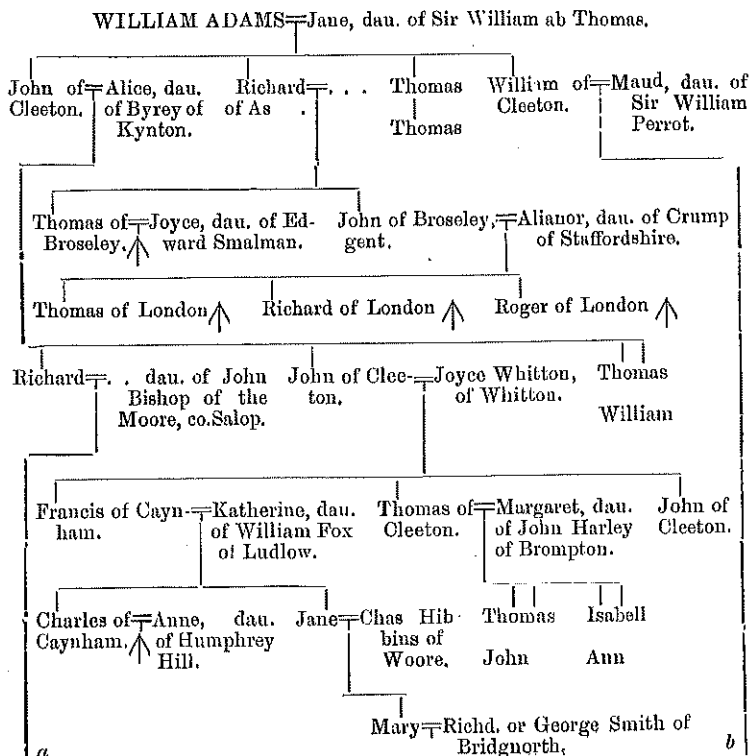 WILLIAM ADAMS=Jane, dau. of Sir William ab Thomas.
John of=Alice, dau. Richard=. . . Thomas William of=Maud, dau. of
Cleeton. of Byrey of of As . Cleeton. Sir William
Kynton. Thomas Perrot.
Thomas of=Joyce, dau. of Ed- John of Broseley,=Alianor, dau. of Crump
Broseley. ward Smalman. gent. of Staffordshire.
Thomas of London Richard of London Roger of London
Richard=. . dau. of John John of Clee-=Joyce Whitton, Thomas
Bishop of the ton. of Whitton.
Moore, co.Salop. William
Francis of Cayn-=Katherine, dau. Thomas of=Margaret, dau. John of
ham. of William Fox Cleeton. of John Harley Cleeton.
of Ludlow. of Brompton.
Charles of=Anne, dau. Jane=Chas Hib Thomas Isabell
Caynham. of Humphrey bins of
Hill. Woore. John Ann
Mary=Richd. or George Smith of
a Bridgnorth, b